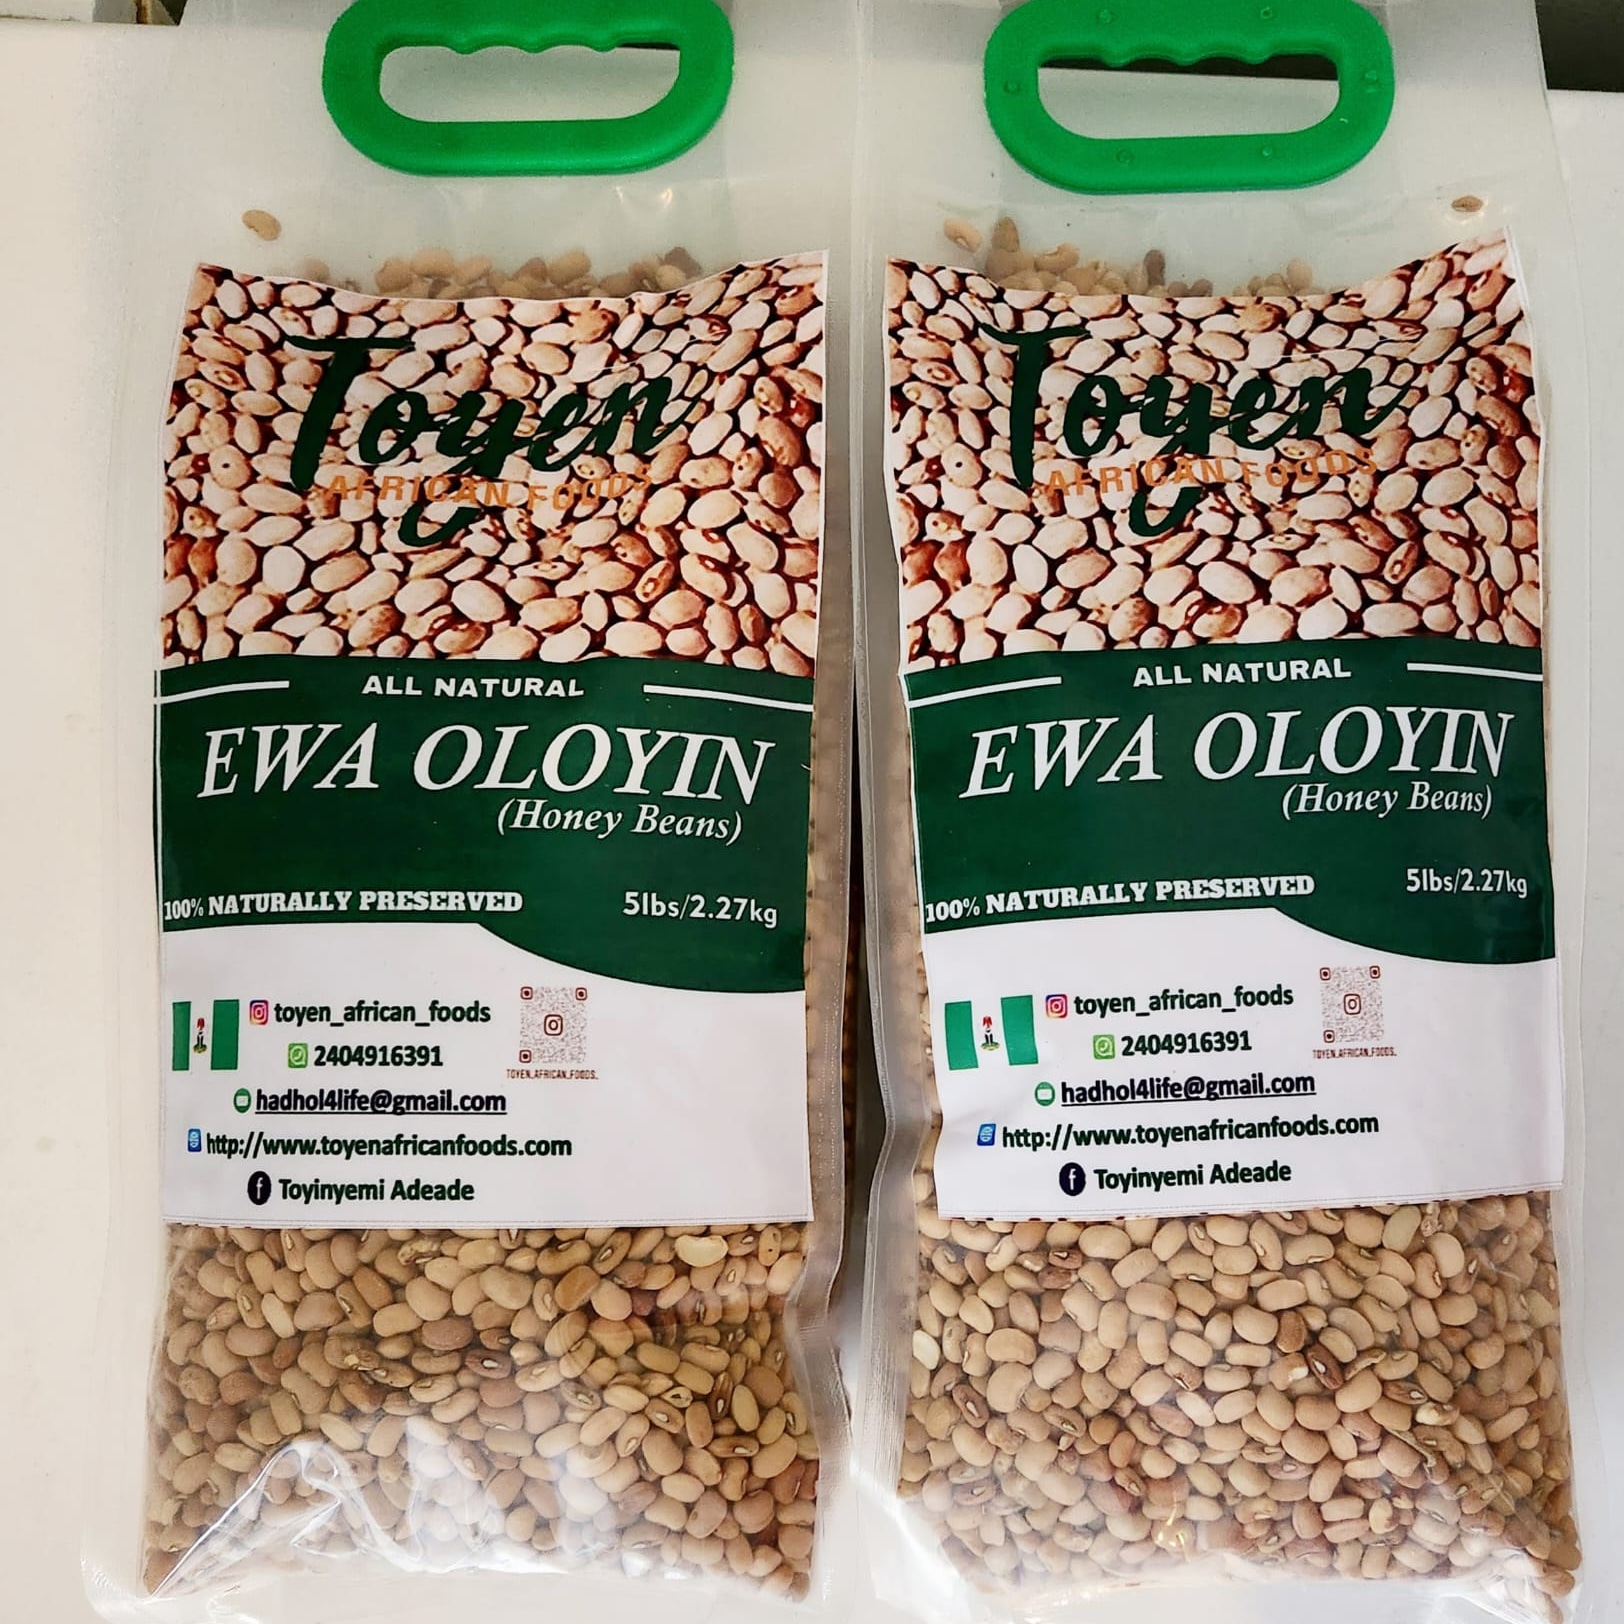 Toyen
AFRICAN FOODS
ALL NATURAL
EWA OLOYIN
(Honey Beans)
100% NATURALLY PRESERVED
5lbs/2.27kg
toyen_african_foods
2404916391
TOYEN_AFRICAN_FOODS_
hadhol4life@gmail.com
http://www.toyenafricanfoods.com
Toyinyemi Adeade
Toyen
AFRICAN FOODS
ALL NATURAL
EWA OLOYIN
(Honey Beans)
100% NATURALLY PRESERVED
5lbs/2.27kg
toyen_african_foods
2404916391
TOYEN_AFRICAN_FOODS_
hadhol4life@gmail.com
http://www.toyenafricanfoods.com
Toyinyemi Adeade